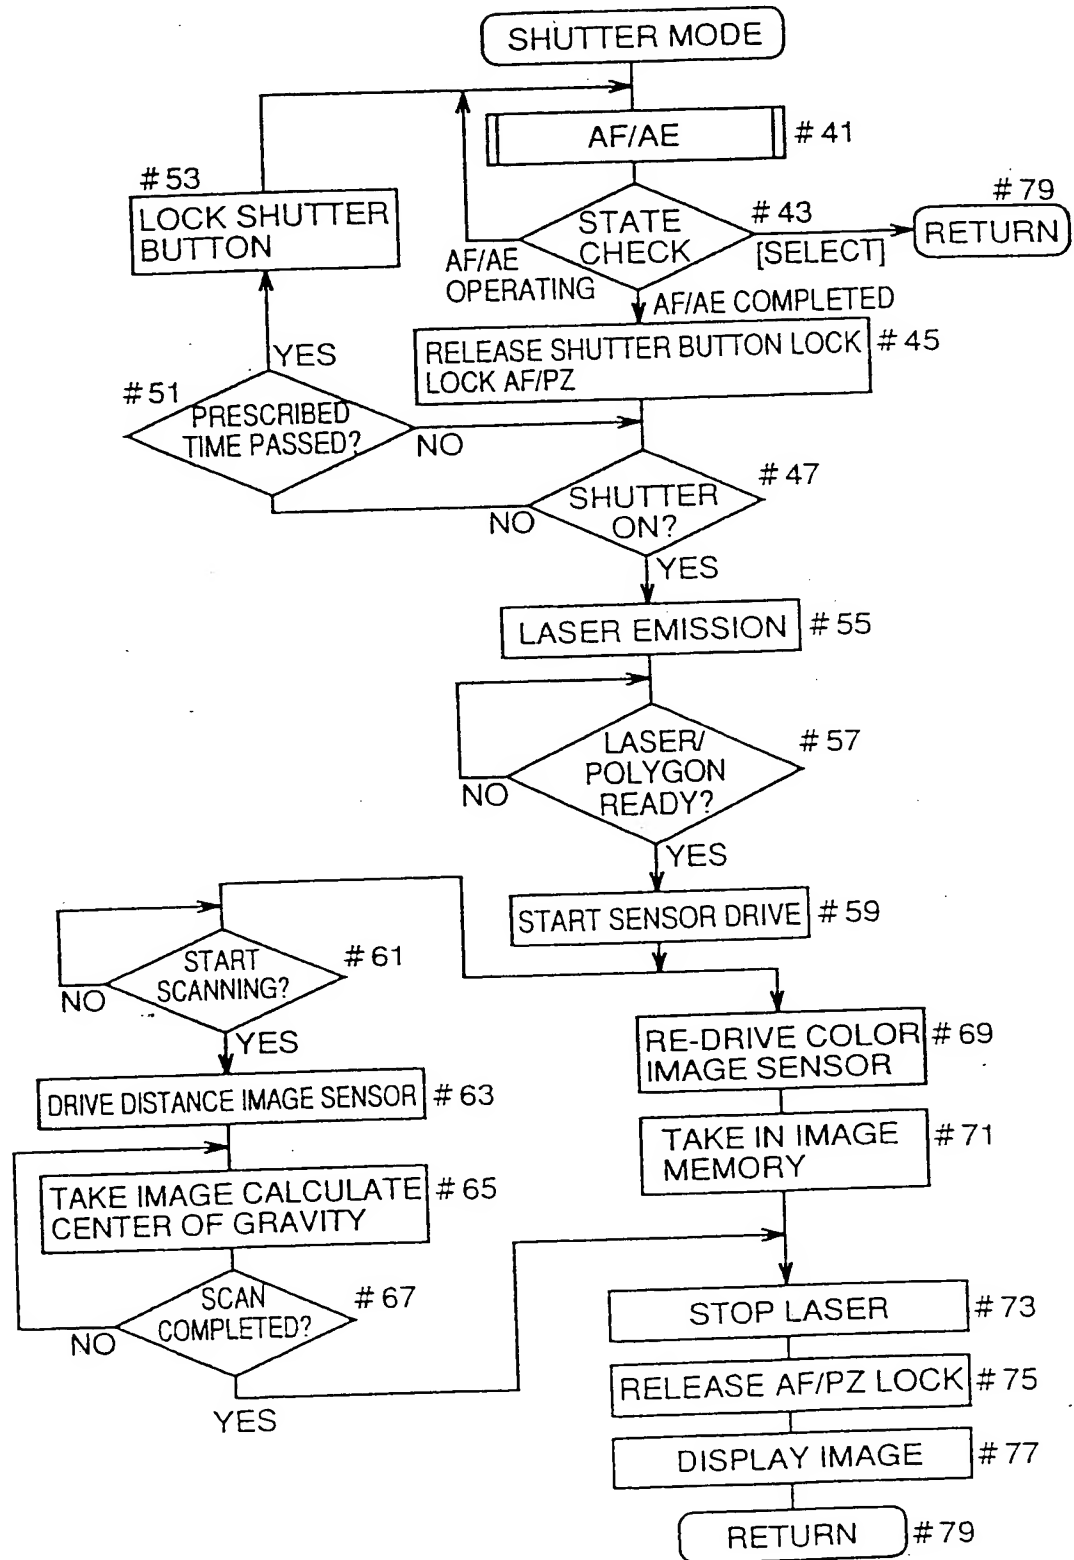 SHUTTER MODE
AF/AE
# 41
# 53
LOCK SHUTTER
BUTTON
STATE
CHECK
# 43
[SELECT]
# 79
RETURN
AF/AE
OPERATING
AF/AE COMPLETED
RELEASE SHUTTER BUTTON LOCK
LOCK AF/PZ
# 45
YES
# 51
PRESCRIBED
TIME PASSED?
NO
# 47
SHUTTER
ON?
NO
YES
LASER EMISSION
# 55
LASER/
POLYGON
READY?
# 57
NO
YES
START SENSOR DRIVE
# 59
START
SCANNING?
# 61
NO
YES
RE-DRIVE COLOR
IMAGE SENSOR
# 69
DRIVE DISTANCE IMAGE SENSOR
# 63
TAKE IN IMAGE
MEMORY
# 71
TAKE IMAGE CALCULATE
CENTER OF GRAVITY
# 65
SCAN
COMPLETED?
# 67
NO
YES
STOP LASER
# 73
RELEASE AF/PZ LOCK
# 75
DISPLAY IMAGE
# 77
RETURN
# 79